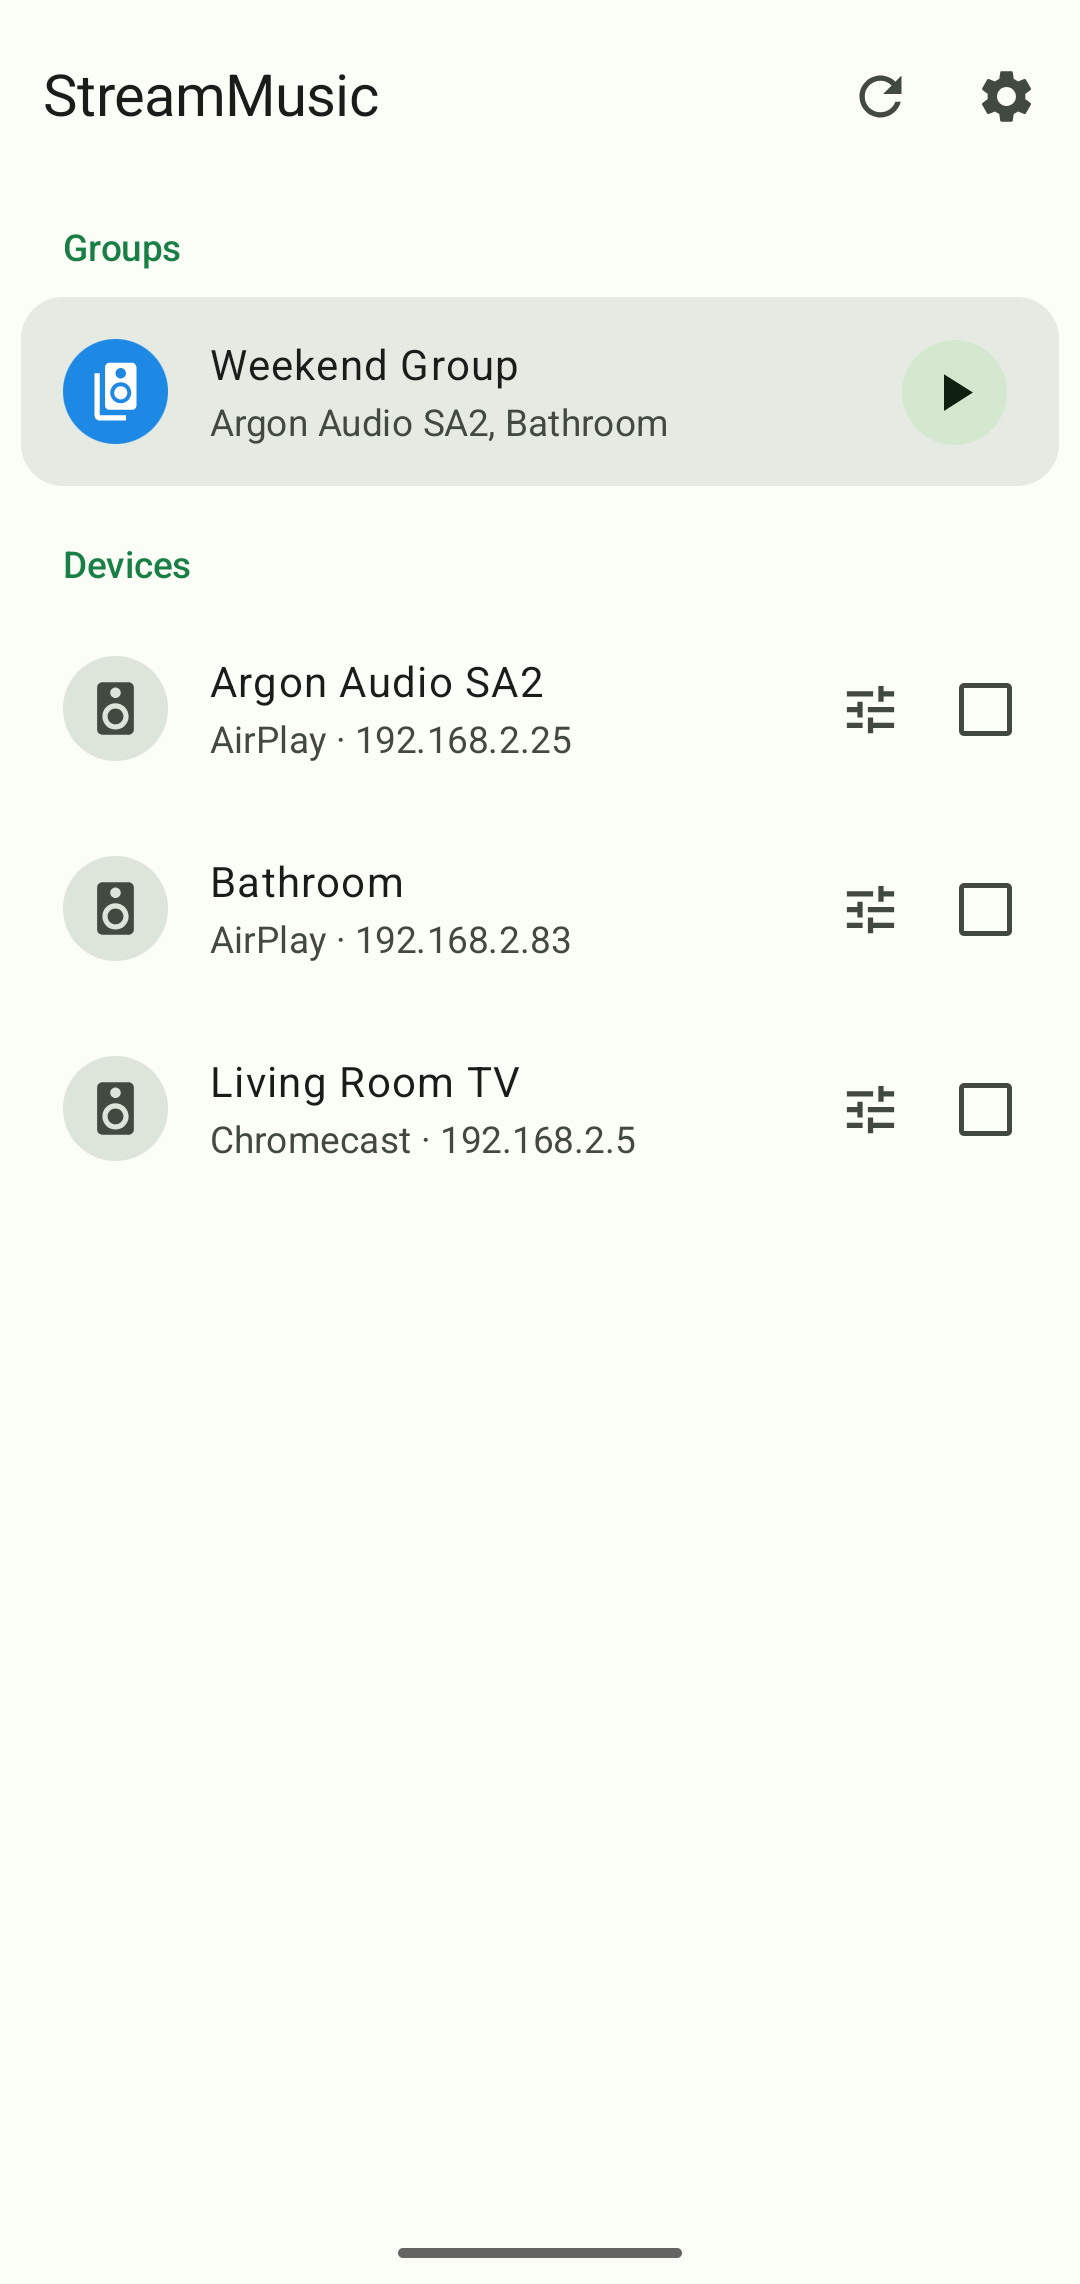 StreamMusic
Groups
Weekend Group
Argon Audio SA2, Bathroom
Devices
Argon Audio SA2
AirPlay · 192.168.2.25
Bathroom
AirPlay · 192.168.2.83
Living Room TV
Chromecast · 192.168.2.5